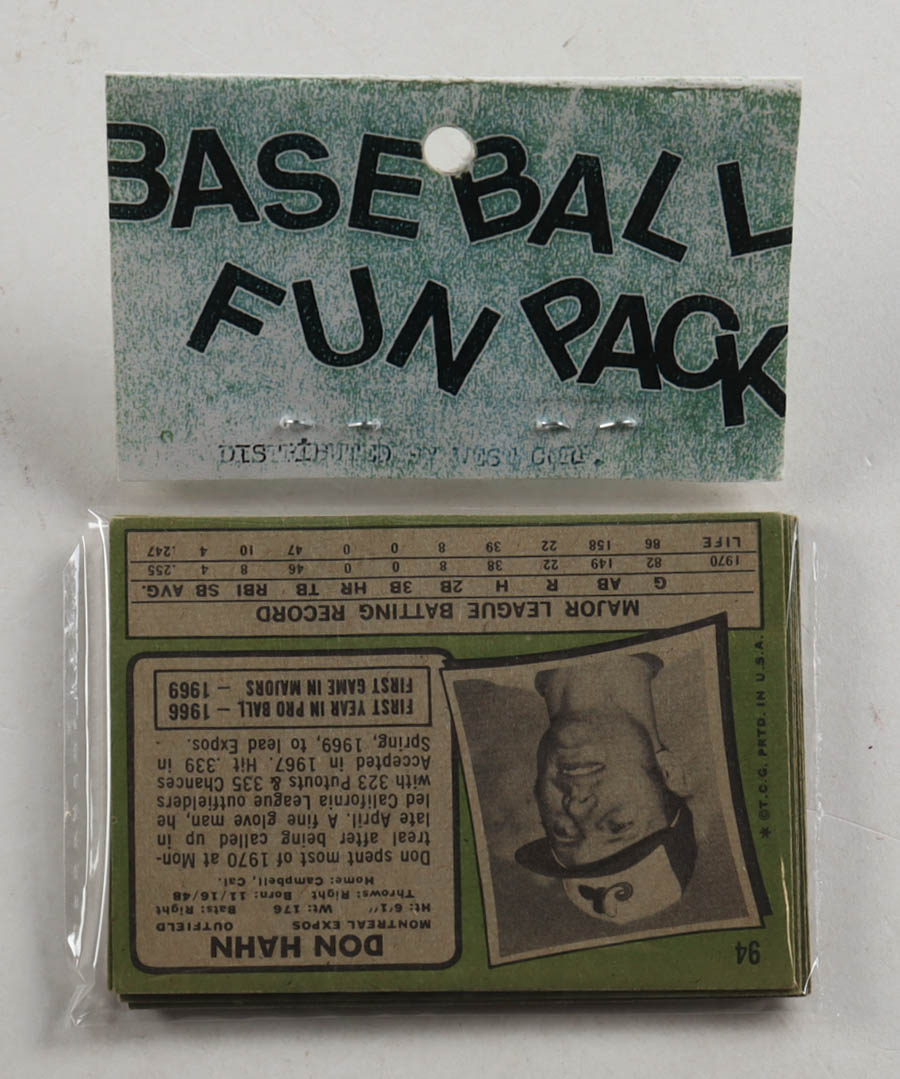 BASEBALL
FUN PACK
DISTRIBUTED BY
94
DON HAHN
MONTREAL EXPOS OUTFIELD
Ht: 6'1" Wt: 176 Bats: Right
Throws: Right Born: 11/16/48
Home: Campbell, Cal.
Don spent most of 1970 at Mon-
treal after being called up in
late April. A fine glove man, he
led California League outfielders
with 323 Putouts & 335 Chances
Accepted in 1967. Hit .339 in
Spring, 1969, to lead Expos.
FIRST YEAR IN PRO BALL — 1966
FIRST GAME IN MAJORS — 1969
MAJOR LEAGUE BATTING RECORD
G AB R H 2B 3B HR TB RBI SB AVG.
1970 82 149 22 38 8 0 0 46 8 4 .255
LIFE 86 158 22 39 8 0 0 47 10 4 .247
* ©T.C.G. PRTD. IN U.S.A.